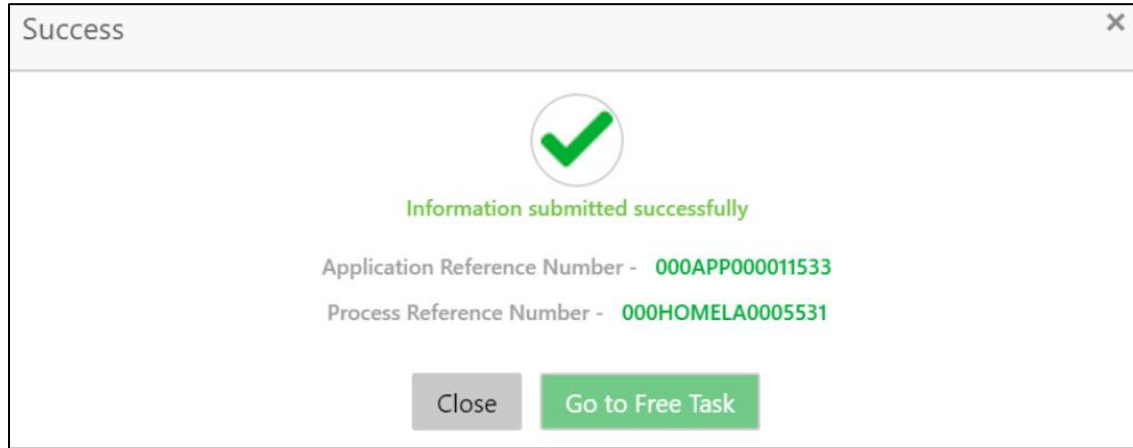 Success ×
Information submitted successfully
Application Reference Number - 000APP000011533
Process Reference Number - 000HOMELA0005531
Close Go to Free Task